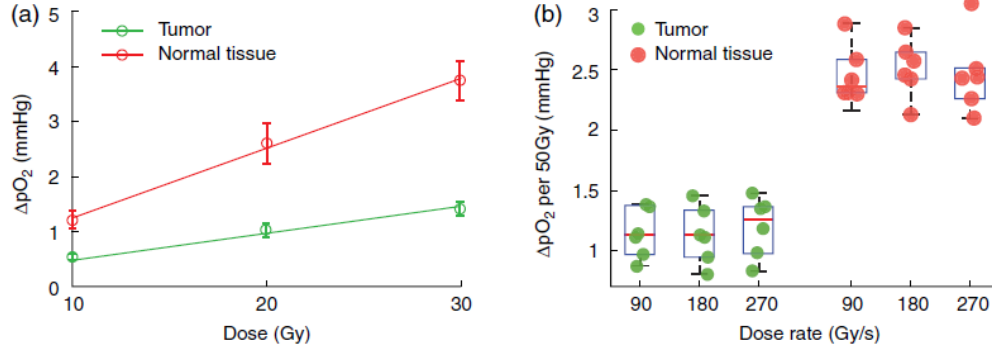 (a)
5
4
3
2
1
0
ΔpO₂ (mmHg)
Tumor
Normal tissue
10
20
30
Dose (Gy)
(b)
3
2.5
2
1.5
1
ΔpO₂ per 50Gy (mmHg)
Tumor
Normal tissue
90
180
270
90
180
270
Dose rate (Gy/s)